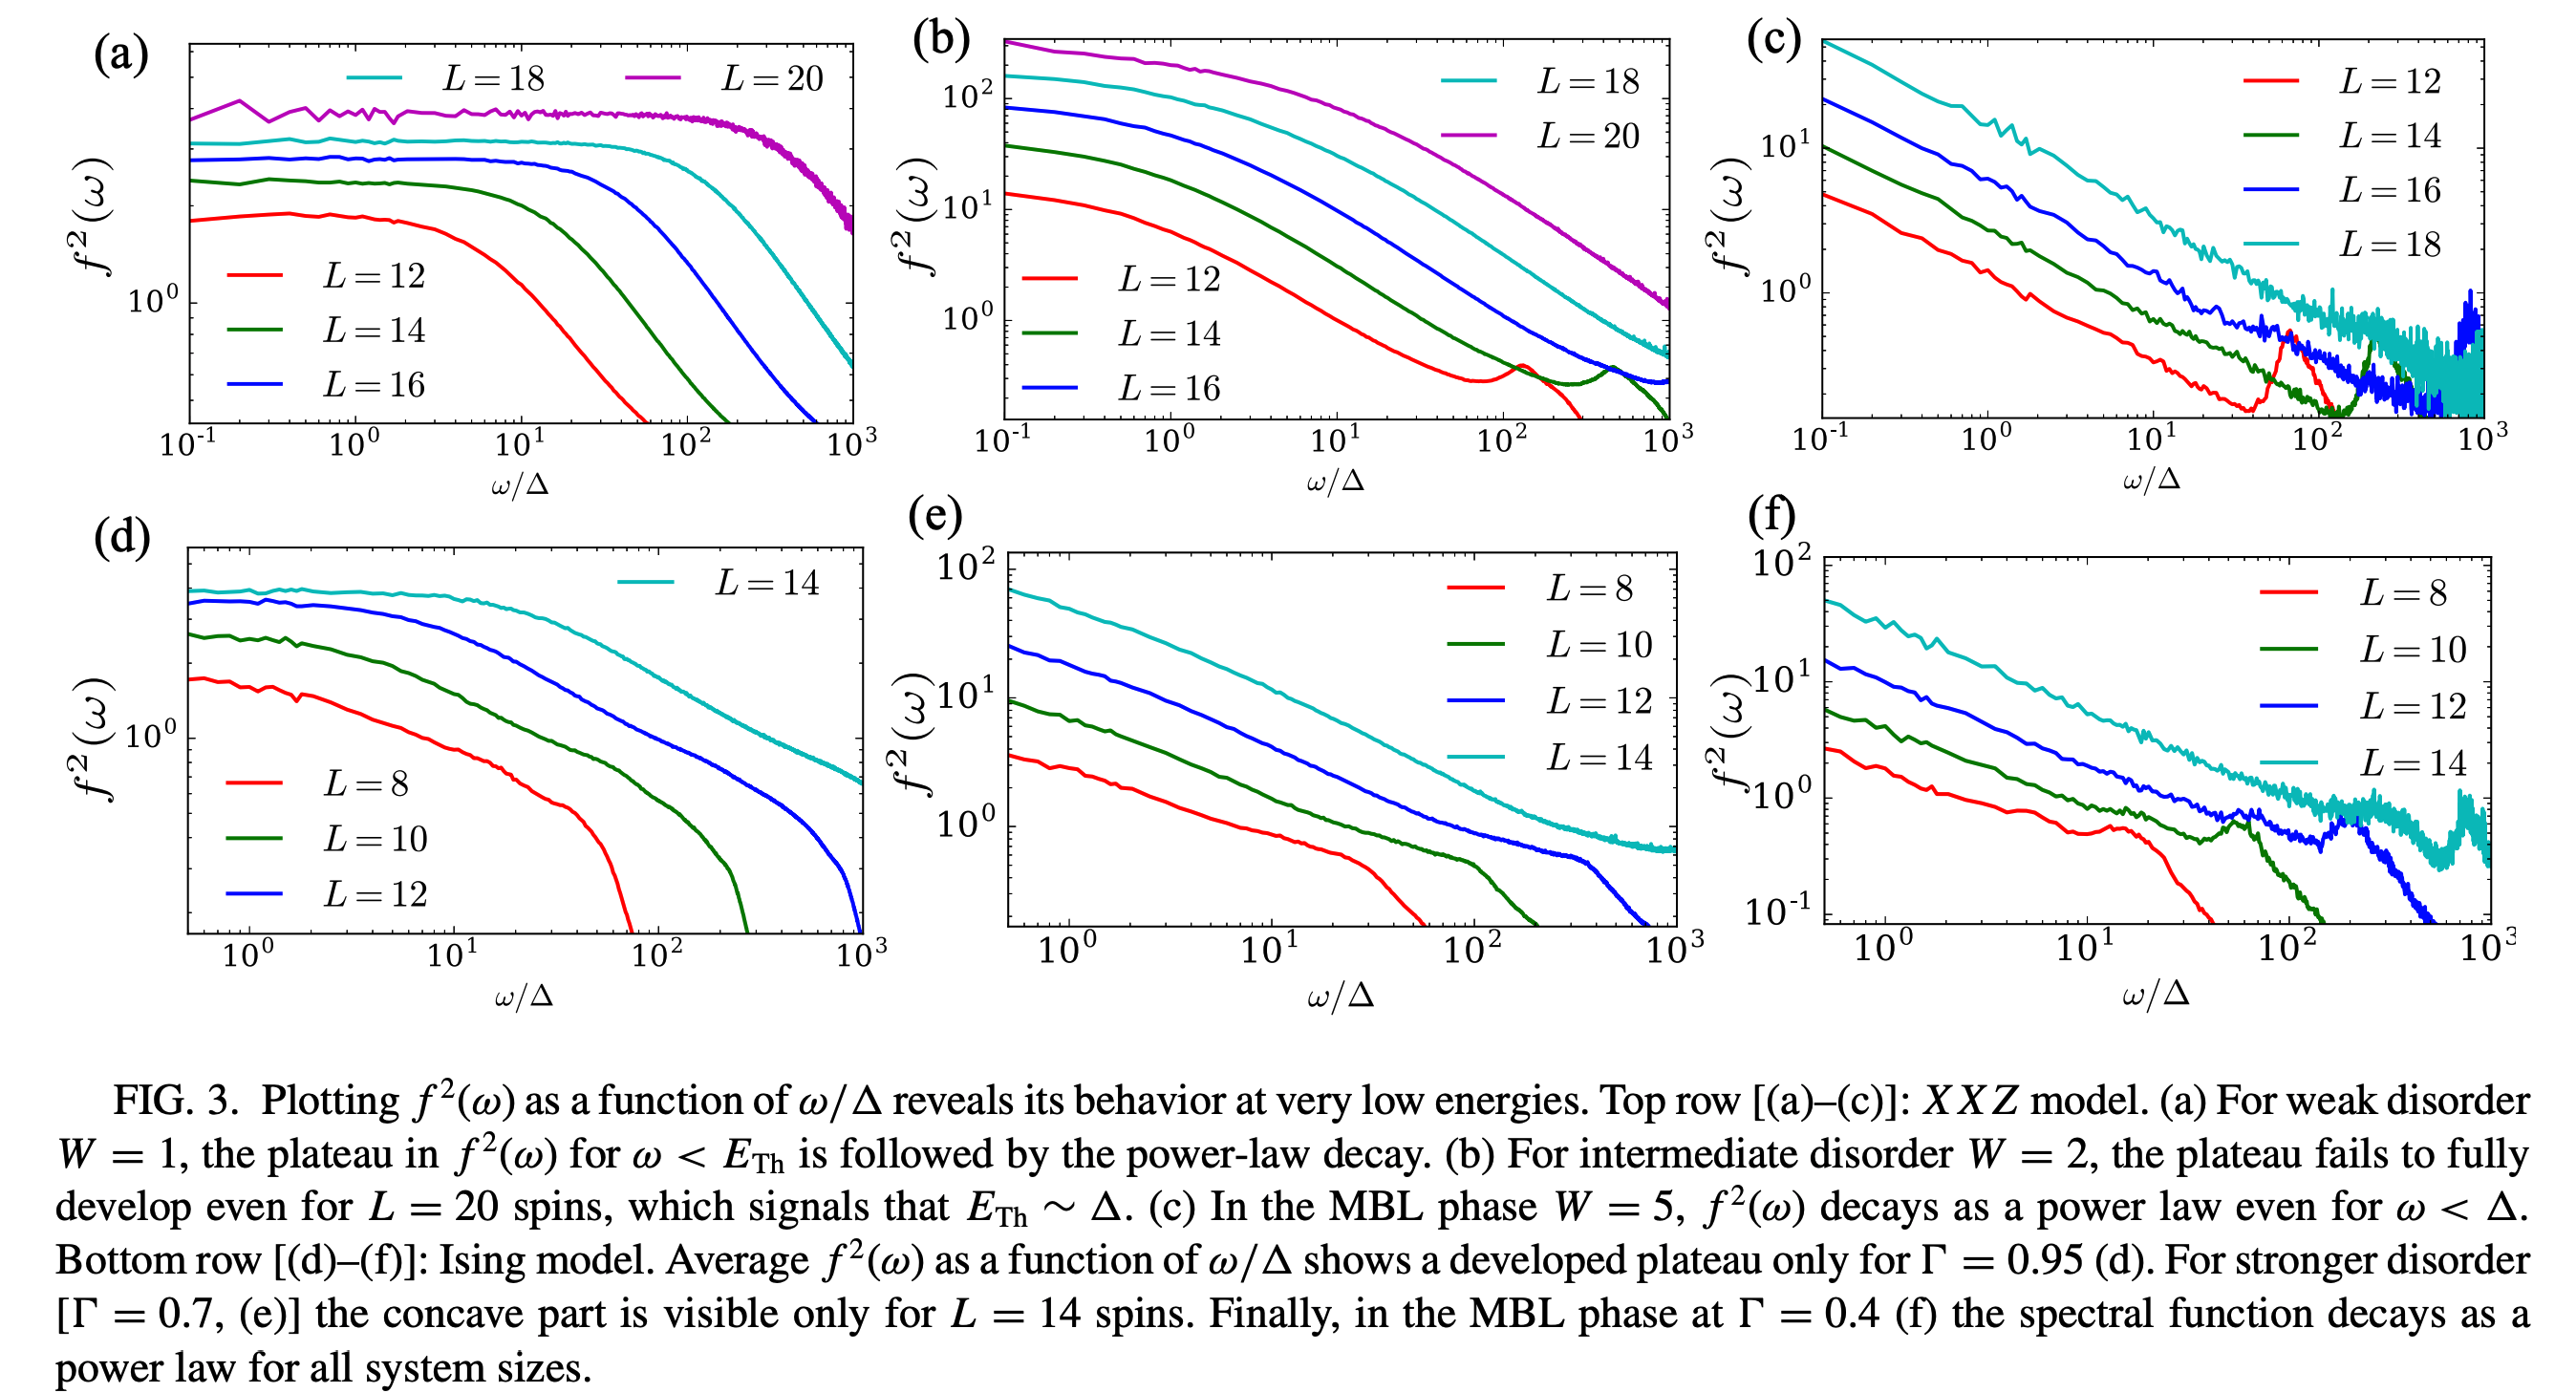 (a)
L = 18
L = 20
f²(ω)
10⁰
L = 12
L = 14
L = 16
10⁻¹ 10⁰ 10¹ 10² 10³
ω/Δ
(b)
L = 18
L = 20
f²(ω)
10²
10¹
10⁰
L = 12
L = 14
L = 16
10⁻¹ 10⁰ 10¹ 10² 10³
ω/Δ
(c)
L = 12
L = 14
L = 16
L = 18
f²(ω)
10¹
10⁰
10⁻¹ 10⁰ 10¹ 10² 10³
ω/Δ
(d)
L = 14
f²(ω)
10⁰
L = 8
L = 10
L = 12
10⁰ 10¹ 10² 10³
ω/Δ
(e)
L = 8
L = 10
L = 12
L = 14
f²(ω)
10²
10¹
10⁰
10⁰ 10¹ 10² 10³
ω/Δ
(f)
L = 8
L = 10
L = 12
L = 14
f²(ω)
10²
10¹
10⁰
10⁻¹
10⁰ 10¹ 10² 10³
ω/Δ
FIG. 3. Plotting f²(ω) as a function of ω/Δ reveals its behavior at very low energies. Top row [(a)–(c)]: XXZ model. (a) For weak disorder
W = 1, the plateau in f²(ω) for ω < E_Th is followed by the power-law decay. (b) For intermediate disorder W = 2, the plateau fails to fully
develop even for L = 20 spins, which signals that E_Th ∼ Δ. (c) In the MBL phase W = 5, f²(ω) decays as a power law even for ω < Δ.
Bottom row [(d)–(f)]: Ising model. Average f²(ω) as a function of ω/Δ shows a developed plateau only for Γ = 0.95 (d). For stronger disorder
[Γ = 0.7, (e)] the concave part is visible only for L = 14 spins. Finally, in the MBL phase at Γ = 0.4 (f) the spectral function decays as a
power law for all system sizes.